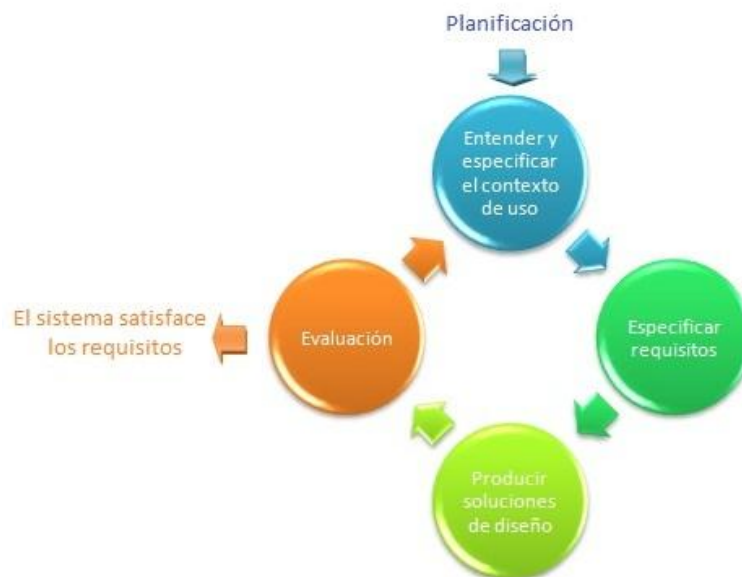 Planificación
Entender y
especificar
el contexto
de uso
Especificar
requisitos
Producir
soluciones
de diseño
Evaluación
El sistema satisface
los requisitos